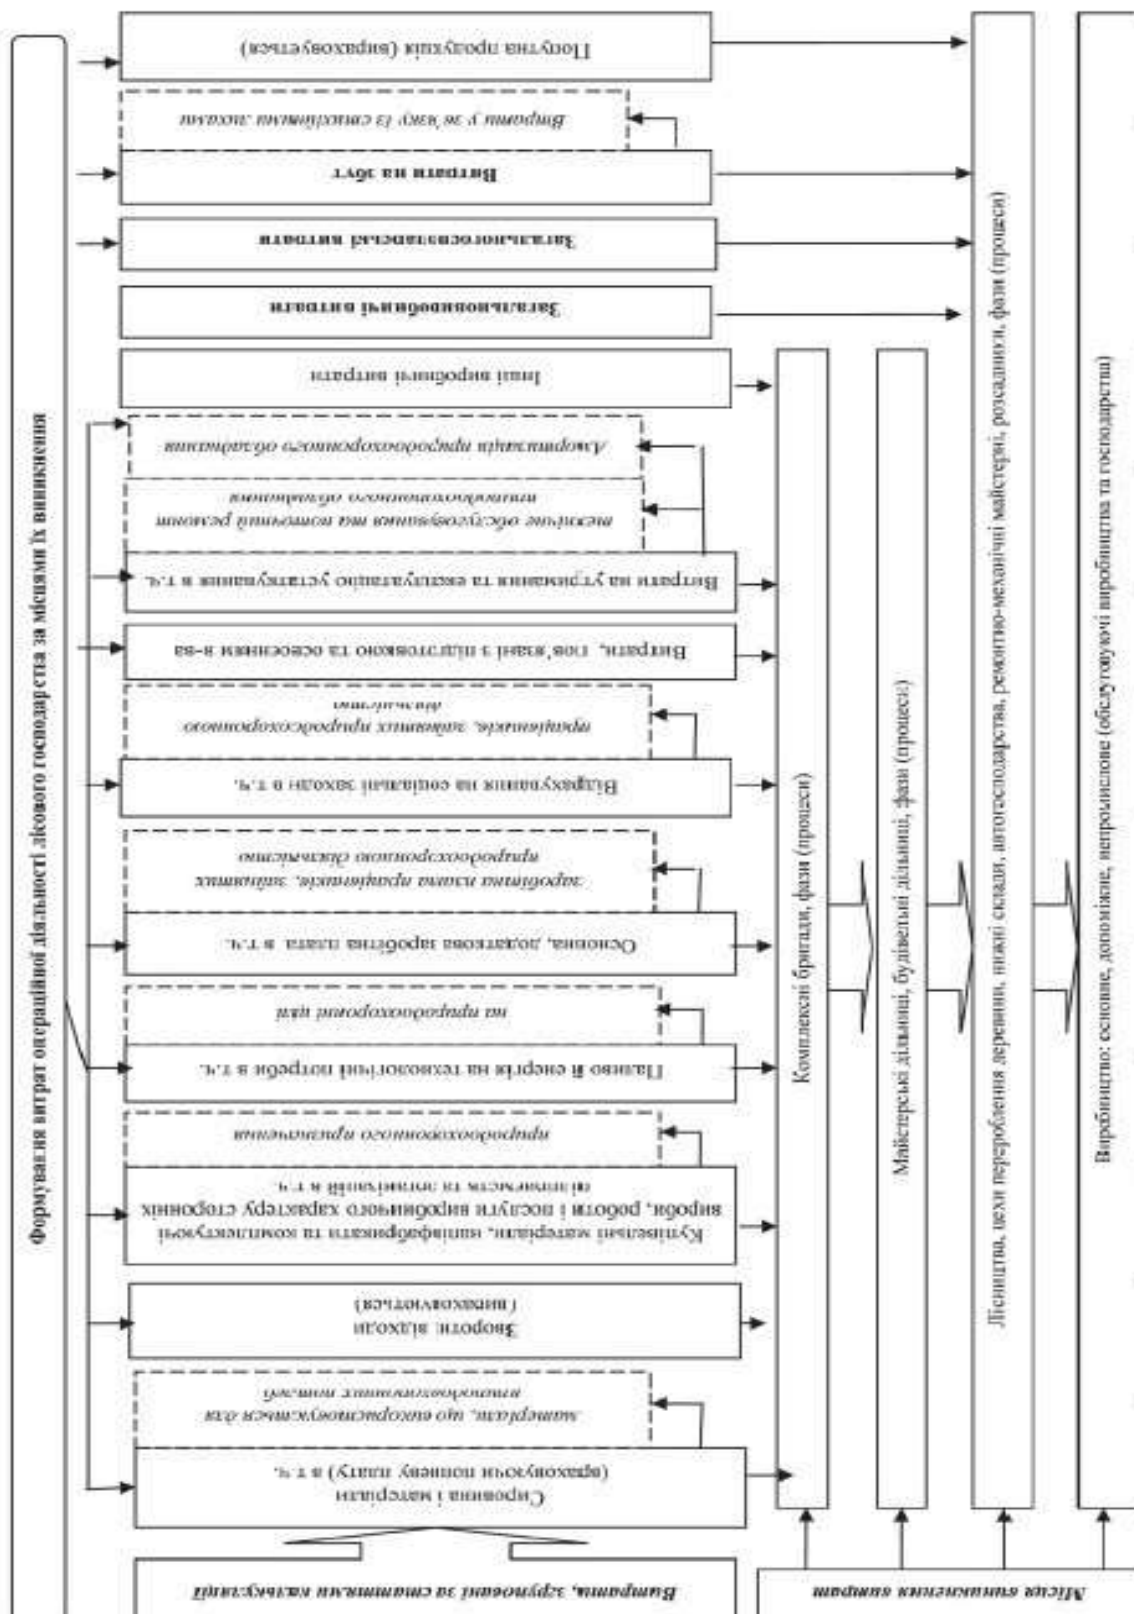 Формування витрат операційної діяльності лісового господарства за місцями їх виникнення
Витрати, згруповані за статтями калькуляції
Сировина і матеріали
(враховуючи попневу плату) в т.ч.
матеріали, що використовуються для
природоохоронних потреб
Зворотні відходи
(вираховуються)
Купівельні матеріали, напівфабрикати та комплектуючі
вироби, роботи і послуги виробничого характеру сторонніх
підприємств та організацій в т.ч.
природоохоронного призначення
Паливо й енергія на технологічні потреби в т.ч.
на природоохоронні цілі
Основна, додаткова заробітна плата в т.ч.
заробітна плата працівників, зайнятих
природоохоронною діяльністю
Відрахування на соціальні заходи в т.ч.
працівників, зайнятих природоохоронною
діяльністю
Витрати, пов'язані з підготовкою та освоєнням в-ва
Витрати на утримання та експлуатацію устаткування в т.ч.
технічне обслуговування та поточний ремонт
природоохоронного обладнання
Амортизація природоохоронного обладнання
Інші виробничі витрати
Загальновиробничі витрати
Загальногосподарські витрати
Витрати на збут
Втрати у зв'язку із стихійними лихами
Попутна продукція (вираховується)
Місця виникнення
витрат
Комплексні бригади, фази (процеси)
Майстерські дільниці, будівельні дільниці, фази (процеси)
Лісництва, цехи перероблення деревини, нижні склади, автогосподарства, ремонтно-механічні майстерні, розсадники, фази (процеси)
Виробництво: основне, допоміжне, непромислове (обслуговуючі виробництва та господарства)